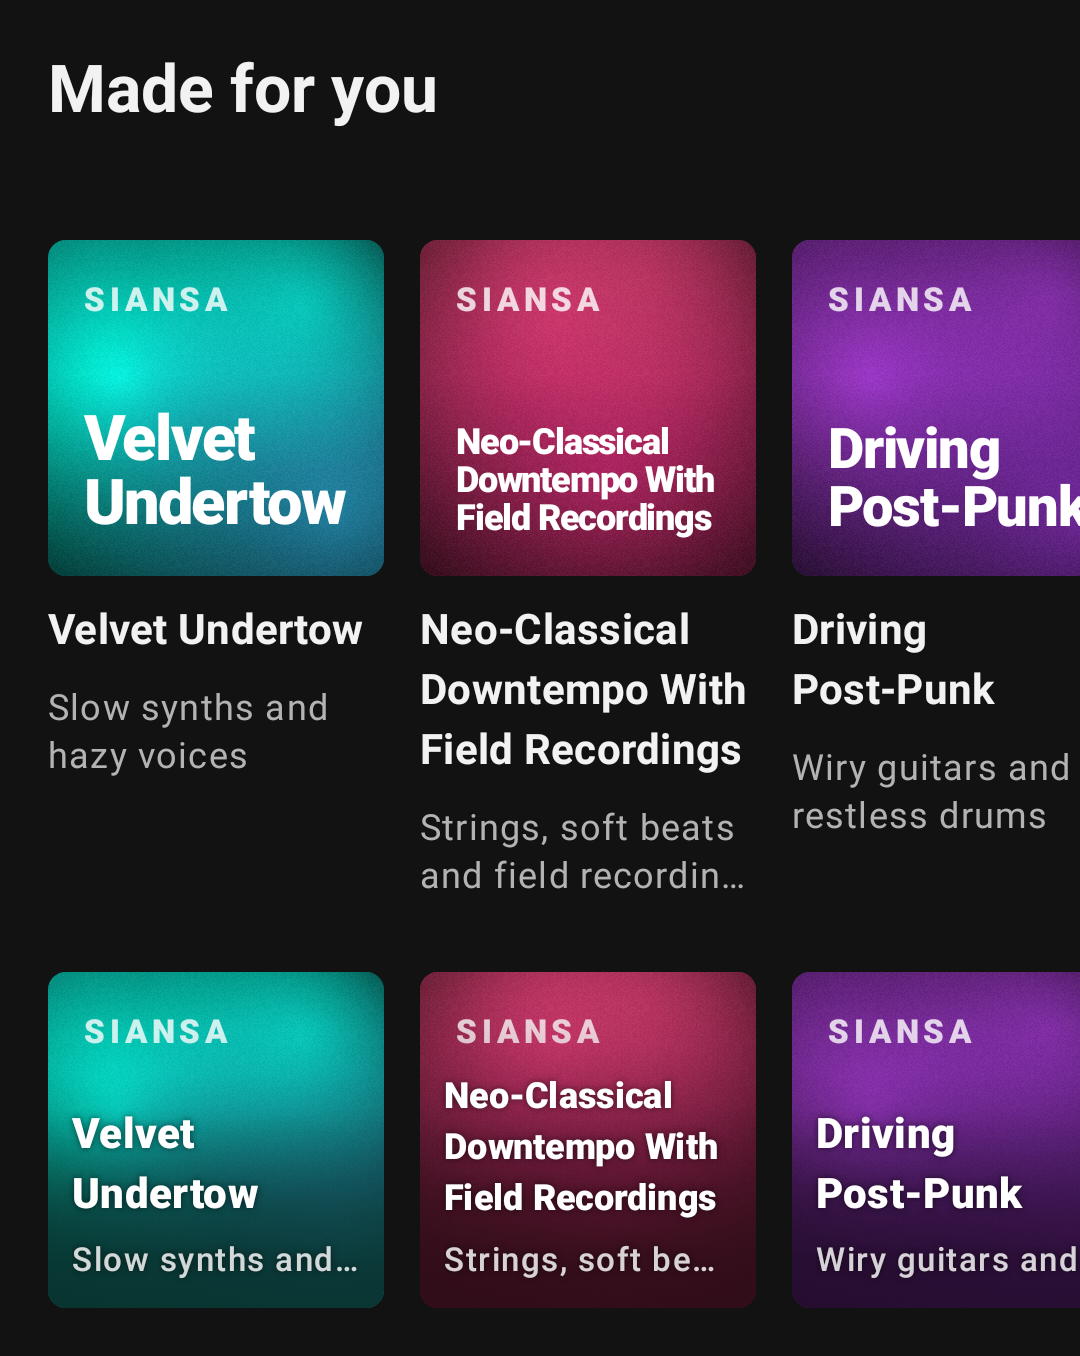 Made for you
SIANSA
Velvet
Undertow
Velvet Undertow
Slow synths and
hazy voices
SIANSA
Neo-Classical
Downtempo With
Field Recordings
Neo-Classical
Downtempo With
Field Recordings
Strings, soft beats
and field recordin…
SIANSA
Driving
Post-Punk
Driving
Post-Punk
Wiry guitars and
restless drums
SIANSA
Velvet
Undertow
Slow synths and…
SIANSA
Neo-Classical
Downtempo With
Field Recordings
Strings, soft be…
SIANSA
Driving
Post-Punk
Wiry guitars and